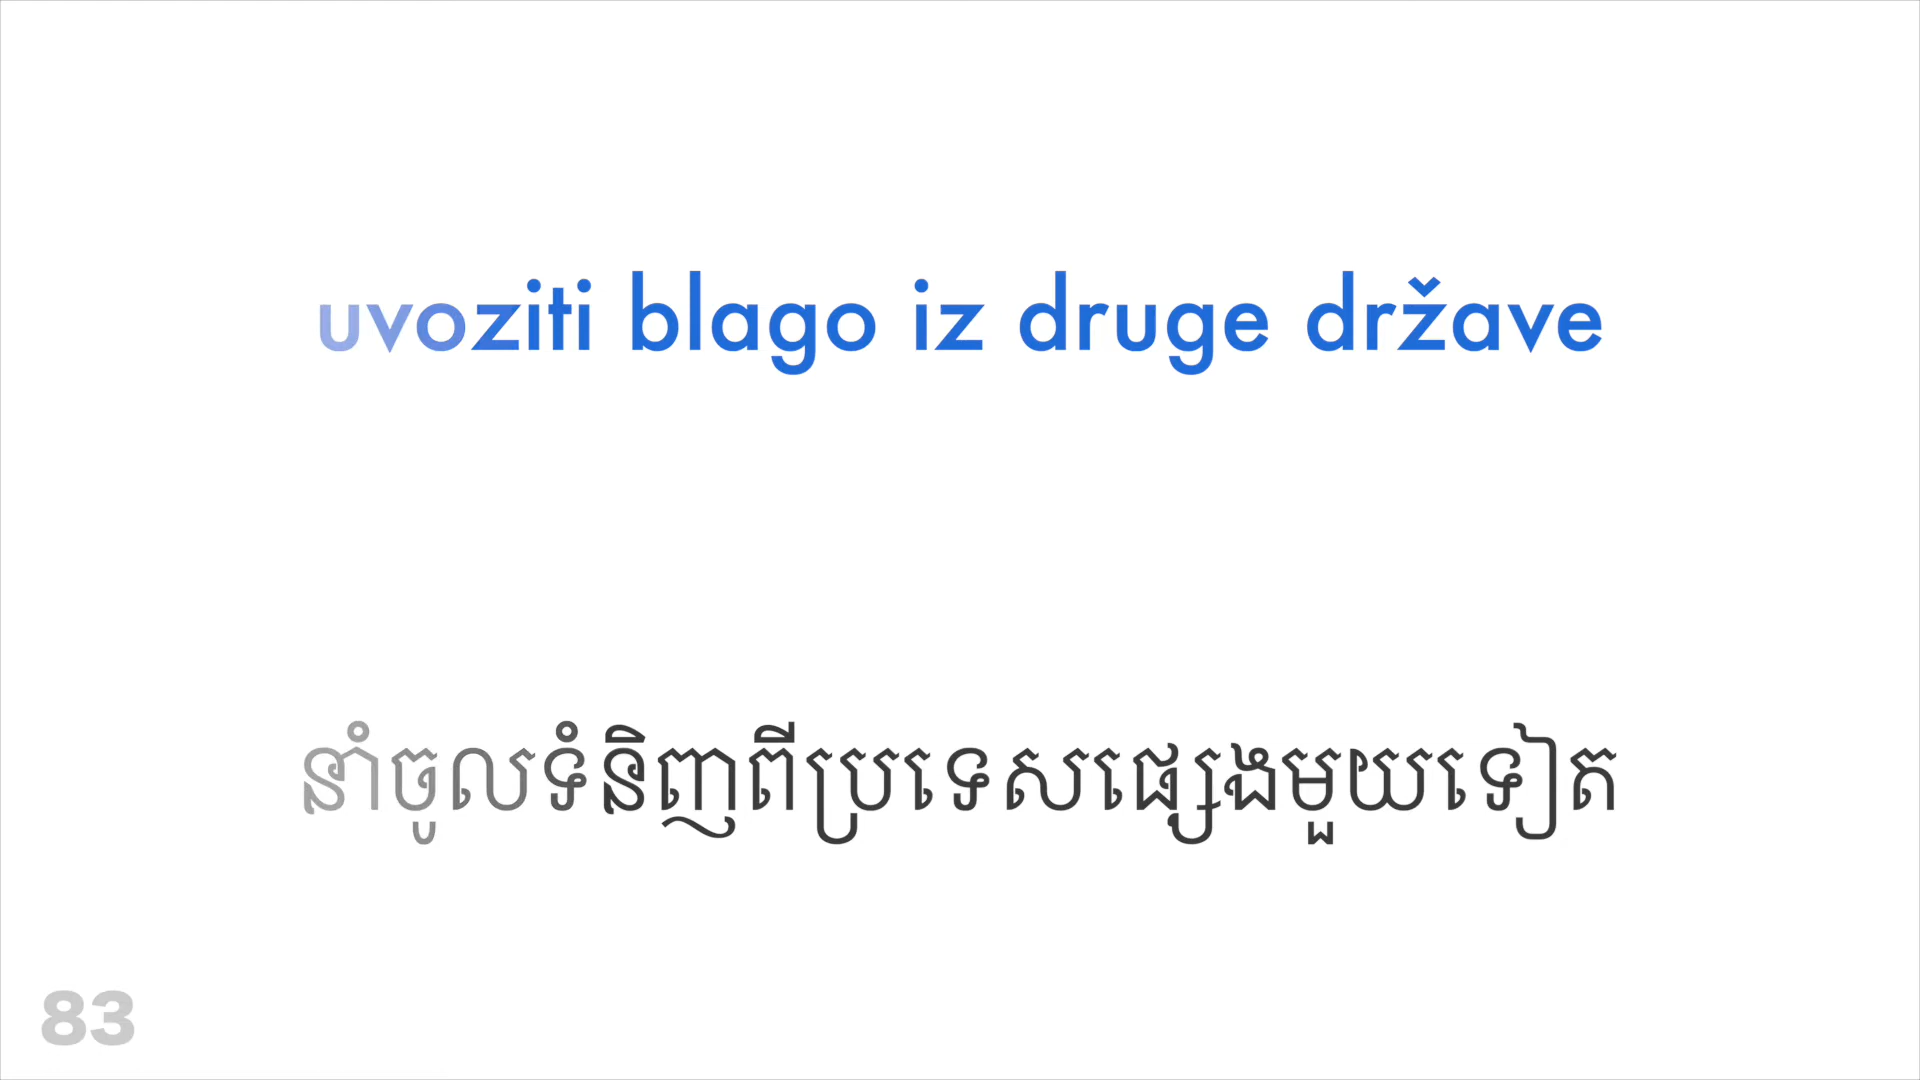 uvoziti blago iz druge države
នាំចូលទំនិញពីប្រទេសផ្សេងមួយទៀត
83